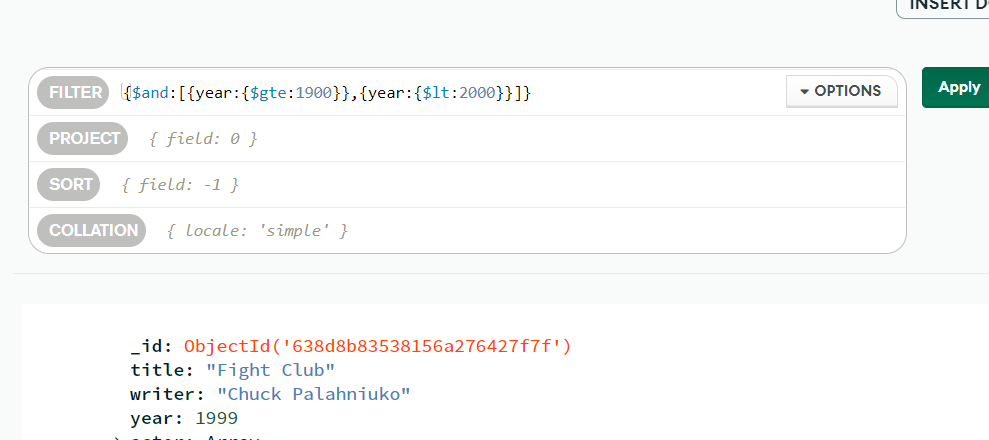 INSERT D
FILTER {$and:[{year:{$gte:1900}},{year:{$lt:2000}}]} OPTIONS Apply
PROJECT { field: 0 }
SORT { field: -1 }
COLLATION { locale: 'simple' }
_id: ObjectId('638d8b83538156a276427f7f')
title: "Fight Club"
writer: "Chuck Palahniuko"
year: 1999